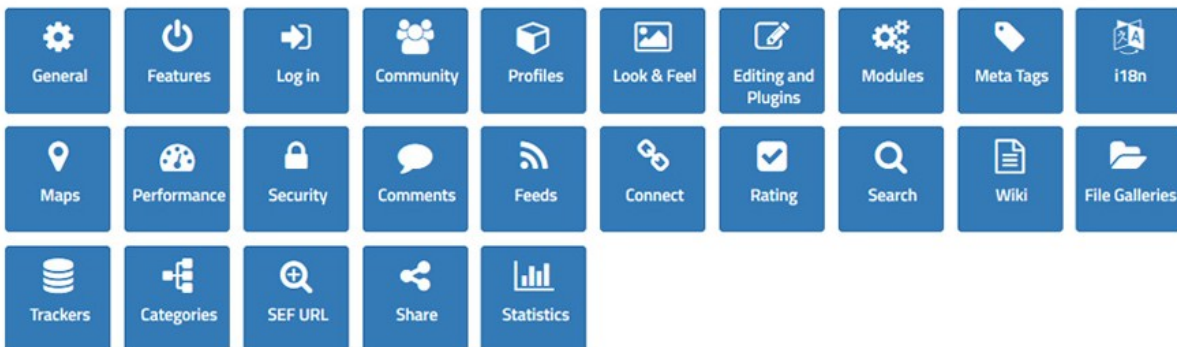 General
Features
Log in
Community
Profiles
Look & Feel
Editing and
Plugins
Modules
Meta Tags
i18n
Maps
Performance
Security
Comments
Feeds
Connect
Rating
Search
Wiki
File Galleries
Trackers
Categories
SEF URL
Share
Statistics